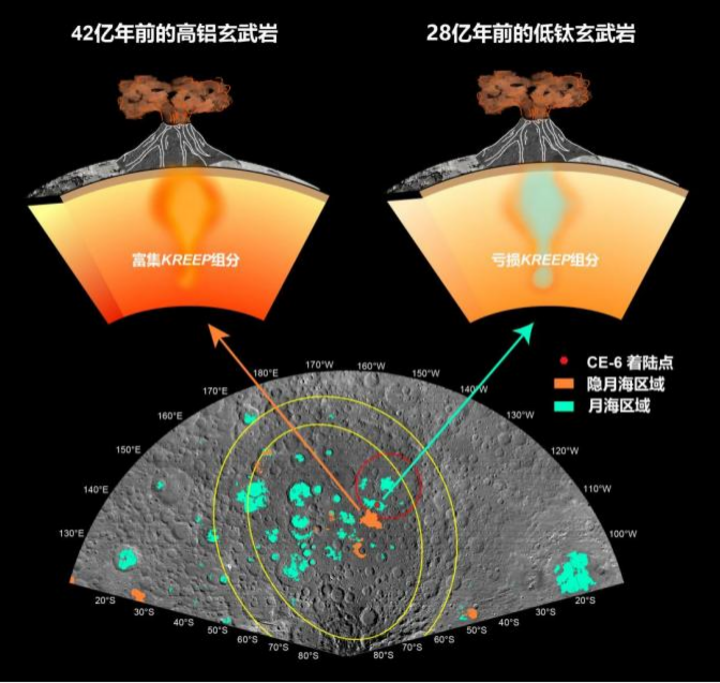 42亿年前的高铝玄武岩
28亿年前的低钛玄武岩
富集KREEP组分
亏损KREEP组分
CE-6 着陆点
隐月海区域
月海区域
170°W
160°W
180°E
150°W
170°E
140°W
160°E
130°W
150°E
120°W
140°E
110°W
130°E
100°W
20°S
30°S
40°S
50°S
60°S
70°S
80°S
80°S
70°S
60°S
50°S
40°S
30°S
20°S